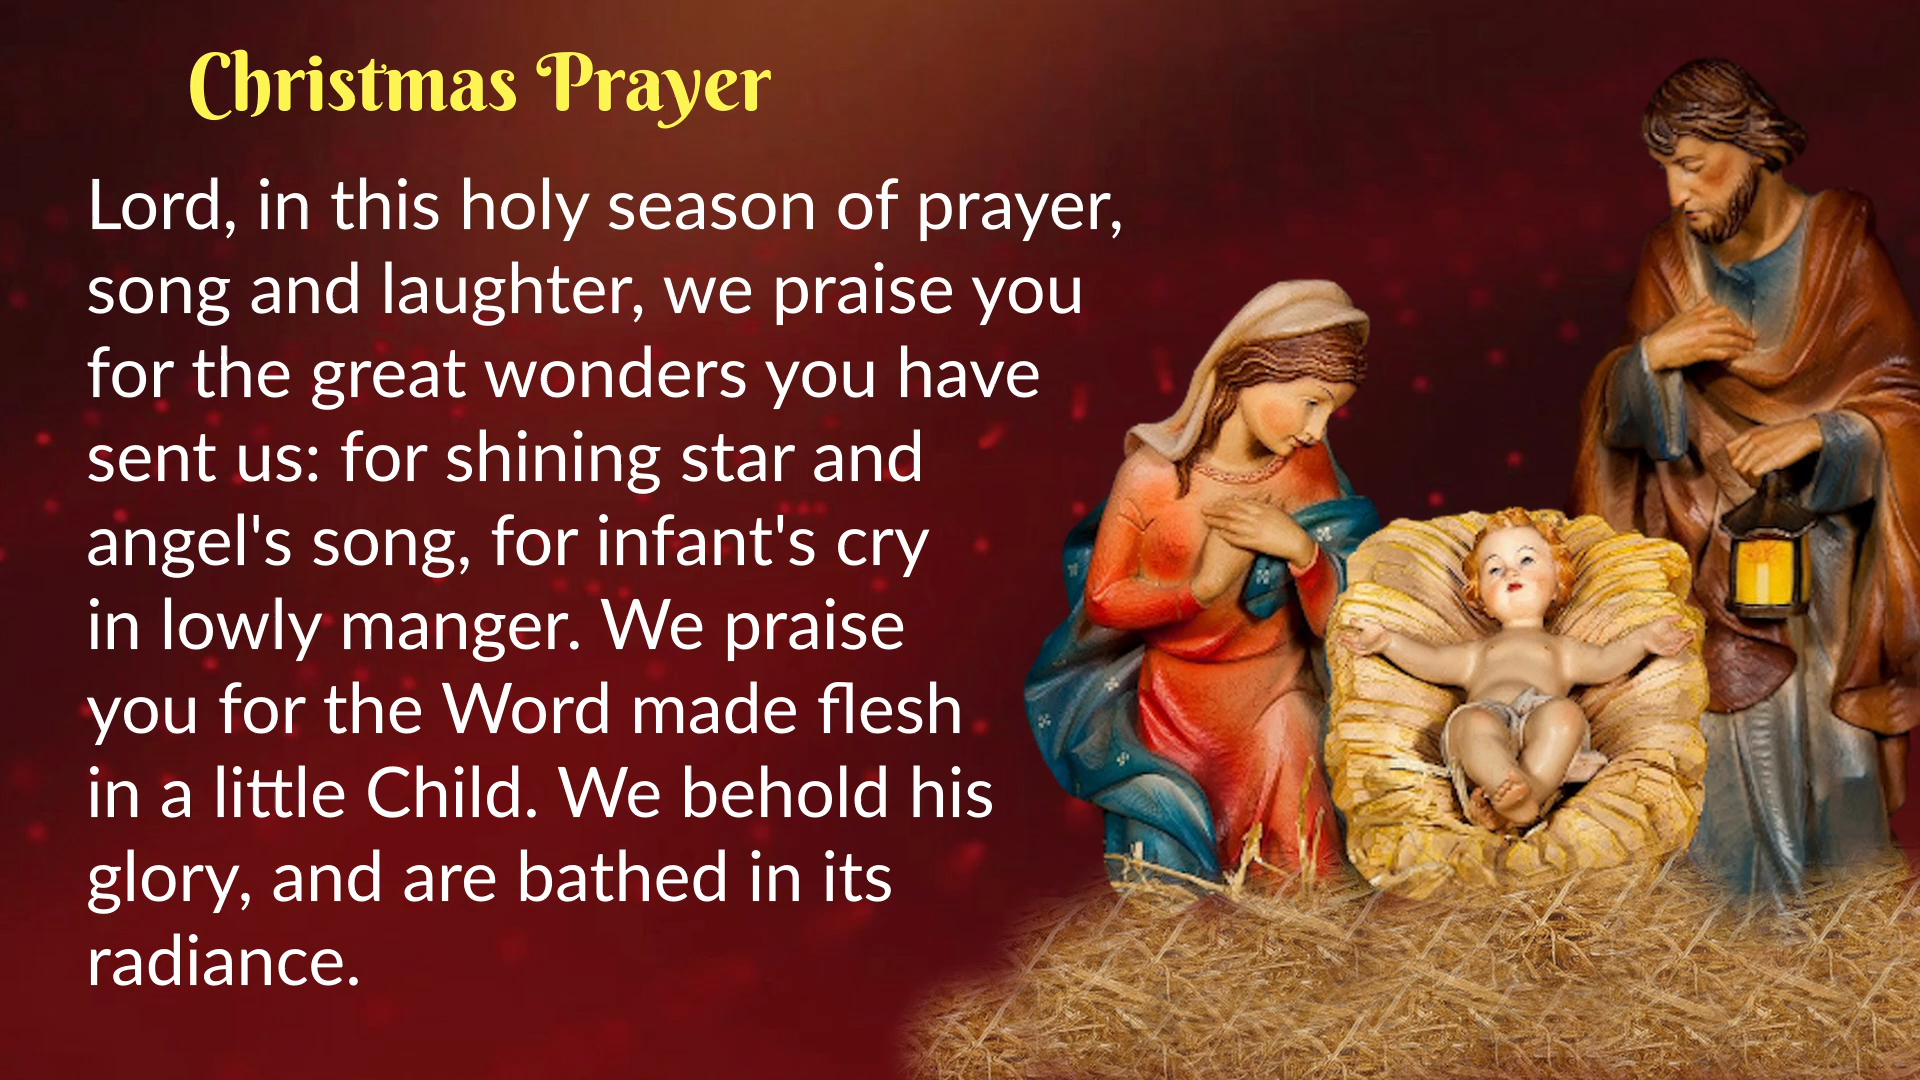 Christmas Prayer
Lord, in this holy season of prayer,
song and laughter, we praise you
for the great wonders you have
sent us: for shining star and
angel's song, for infant's cry
in lowly manger. We praise
you for the Word made flesh
in a little Child. We behold his
glory, and are bathed in its
radiance.